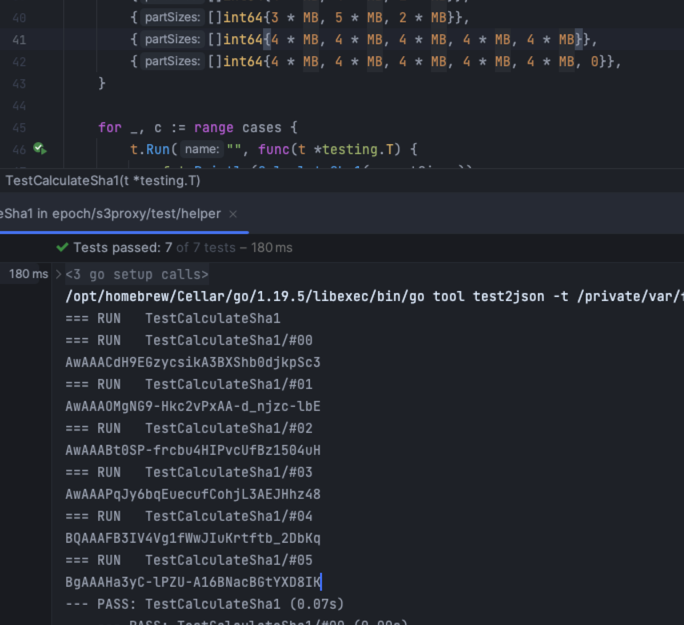 40 { partSizes: []int64{3 * MB, 5 * MB, 2 * MB}},
41 { partSizes: []int64{4 * MB, 4 * MB, 4 * MB, 4 * MB, 4 * MB}},
42 { partSizes: []int64{4 * MB, 4 * MB, 4 * MB, 4 * MB, 4 * MB, 0}},
43 }
44
45 for _, c := range cases {
46 t.Run( name: "", func(t *testing.T) {
TestCalculateSha1(t *testing.T)
eSha1 in epoch/s3proxy/test/helper ×
Tests passed: 7 of 7 tests – 180 ms
180 ms <3 go setup calls>
/opt/homebrew/Cellar/go/1.19.5/libexec/bin/go tool test2json -t /private/var/
=== RUN TestCalculateSha1
=== RUN TestCalculateSha1/#00
AwAAACdH9EGzycsikA3BXShb0djkpSc3
=== RUN TestCalculateSha1/#01
AwAAAOMgNG9-Hkc2vPxAA-d_njzc-lbE
=== RUN TestCalculateSha1/#02
AwAAABt0SP-frcbu4HIPvcUfBz1504uH
=== RUN TestCalculateSha1/#03
AwAAAPqJy6bqEuecufCohjL3AEJHhz48
=== RUN TestCalculateSha1/#04
BQAAAFB3IV4Vg1fWwJIuKrtftb_2DbKq
=== RUN TestCalculateSha1/#05
BgAAAHa3yC-lPZU-A16BNacBGtYXD8IK
--- PASS: TestCalculateSha1 (0.07s)